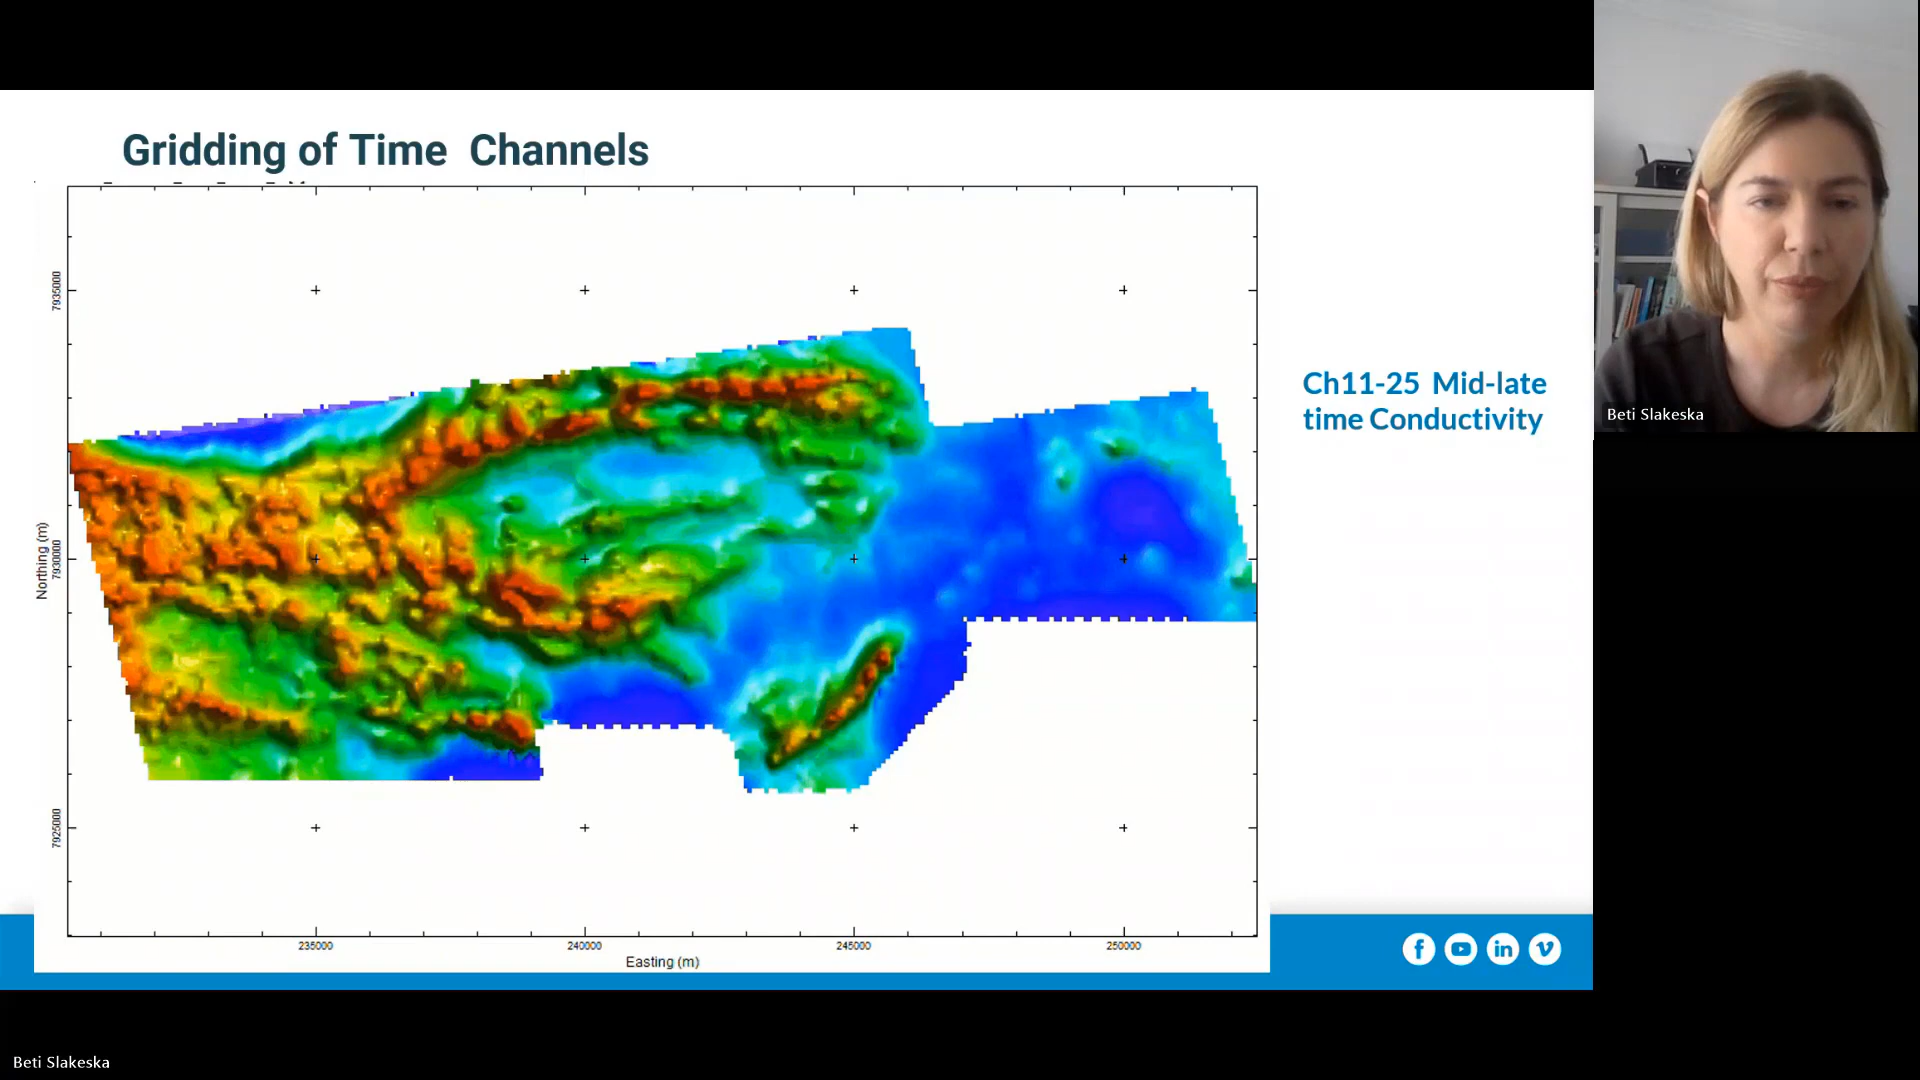 Gridding of Time  Channels
7935000
7930000
7925000
Northing (m)
235000
240000
245000
250000
Easting (m)
Ch11-25  Mid-late
time Conductivity
f
in
v
Beti Slakeska
Beti Slakeska